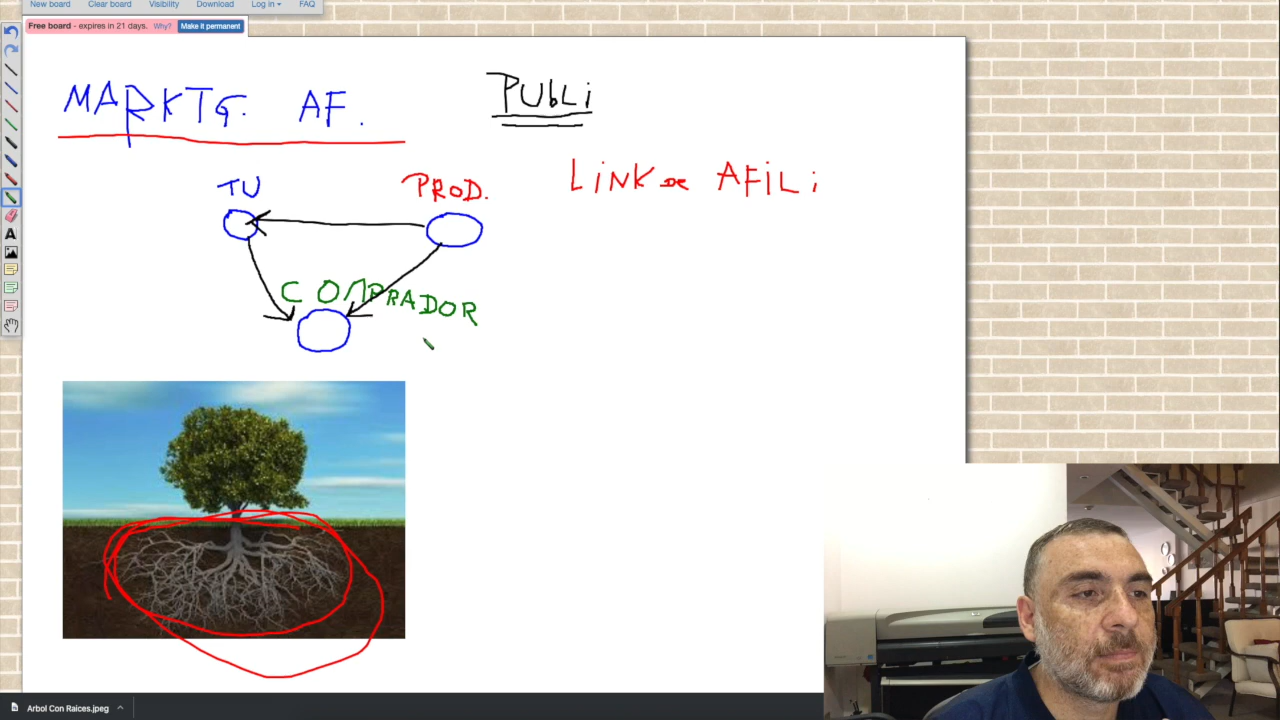 New board Clear board Visibility Download Log in FAQ
Free board - expires in 21 days. Why? Make it permanent
MARKTG. AF.
PUbLi
TU
PROD.
LiNK DE AFiLi
COMPRADOR
A
Arbol Con Raices.jpeg